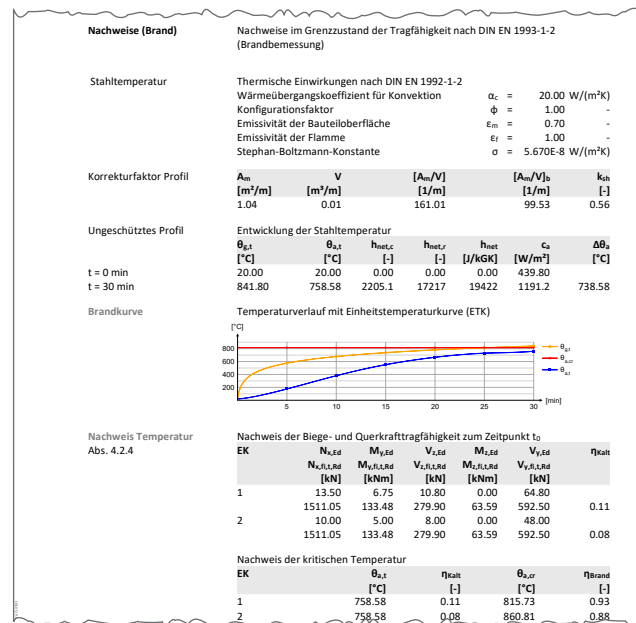 Nachweise (Brand) Nachweise im Grenzzustand der Tragfähigkeit nach DIN EN 1993-1-2
(Brandbemessung)
Stahltemperatur Thermische Einwirkungen nach DIN EN 1992-1-2
Wärmeübergangskoeffizient für Konvektion αc = 20.00 W/(m²K)
Konfigurationsfaktor ϕ = 1.00 -
Emissivität der Bauteiloberfläche εm = 0.70 -
Emissivität der Flamme εf = 1.00 -
Stephan-Boltzmann-Konstante σ = 5.670E-8 W/(m²K)
Korrekturfaktor Profil Am V [Am/V] [Am/V]b ksh
[m²/m] [m³/m] [1/m] [1/m] [-]
1.04 0.01 161.01 99.53 0.56
Ungeschütztes Profil Entwicklung der Stahltemperatur
θg,t θa,t hnet,c hnet,r hnet ca Δθa
[°C] [°C] [-] [-] [J/kGK] [W/m²] [°C]
t = 0 min 20.00 20.00 0.00 0.00 0.00 439.80
t = 30 min 841.80 758.58 2205.1 17217 19422 1191.2 738.58
Brandkurve Temperaturverlauf mit Einheitstemperaturkurve (ETK)
[°C]
800 θg,t
600 θa,cr
400 θa,t
200
5 10 15 20 25 30 [min]
Nachweis Temperatur Nachweis der Biege- und Querkrafttragfähigkeit zum Zeitpunkt t0
Abs. 4.2.4 EK Nx,Ed My,Ed Vz,Ed Mz,Ed Vy,Ed ηKalt
Nx,fi,t,Rd My,fi,t,Rd Vz,fi,t,Rd Mz,fi,t,Rd Vy,fi,t,Rd
[kN] [kNm] [kN] [kNm] [kN]
1 13.50 6.75 10.80 0.00 64.80
1511.05 133.48 279.90 63.59 592.50 0.11
2 10.00 5.00 8.00 0.00 48.00
1511.05 133.48 279.90 63.59 592.50 0.08
Nachweis der kritischen Temperatur
EK θa,t ηKalt θa,cr ηBrand
[°C] [-] [°C] [-]
1 758.58 0.11 815.73 0.93
2 758.58 0.08 860.81 0.88